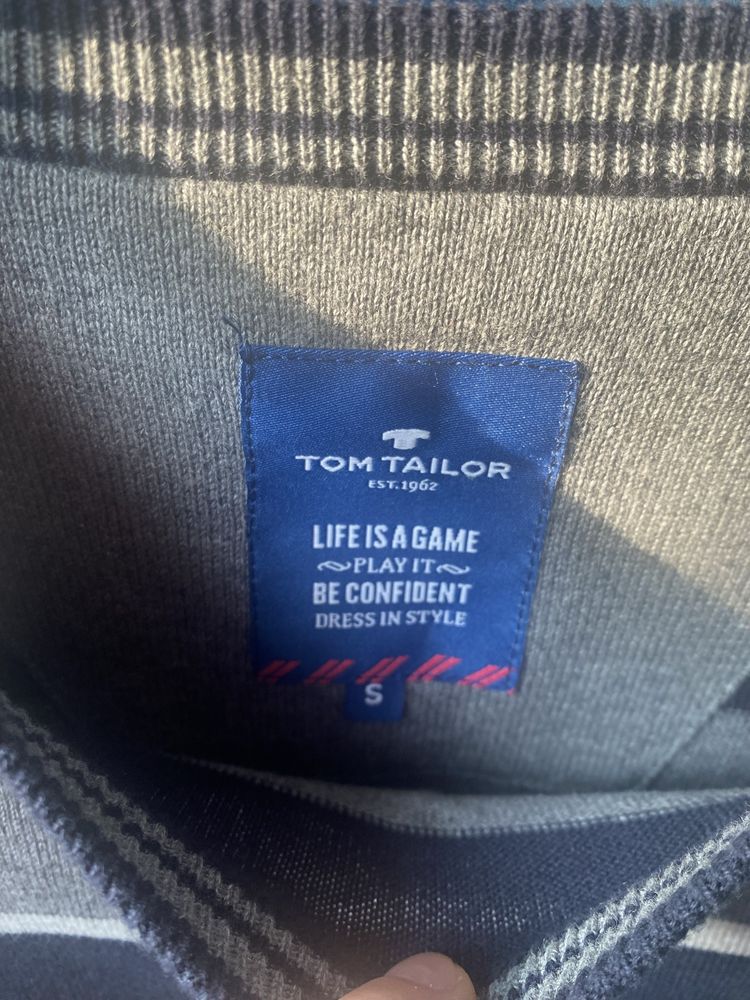 TOM TAILOR
EST.1962
LIFE IS A GAME
PLAY IT
BE CONFIDENT
DRESS IN STYLE
S